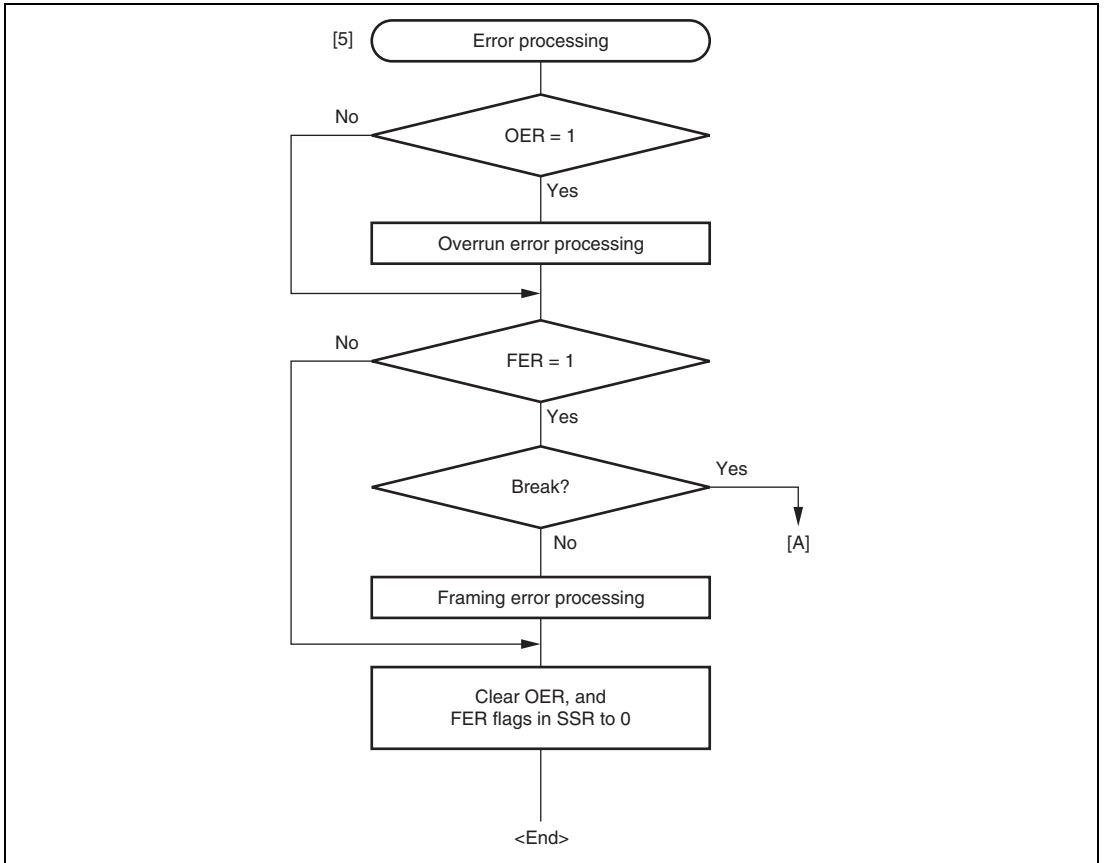 [5]
Error processing
No
OER = 1
Yes
Overrun error processing
No
FER = 1
Yes
Break?
Yes
No
[A]
Framing error processing
Clear OER, and
FER flags in SSR to 0
<End>